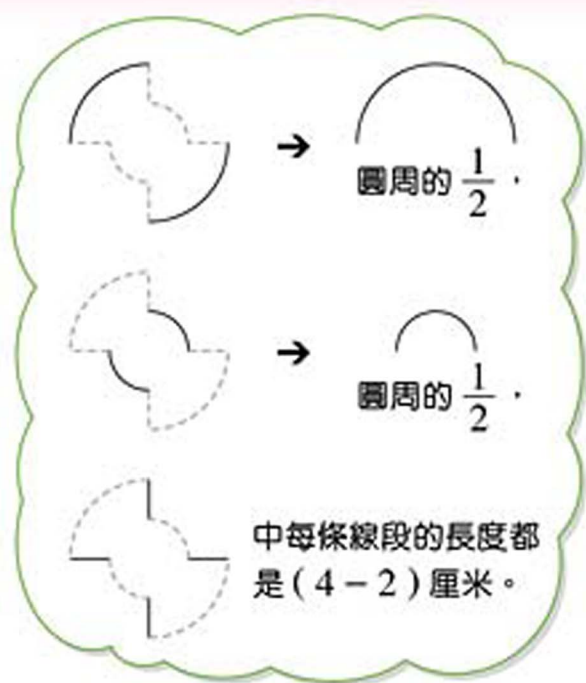 圓周的 1/2，
圓周的 1/2，
中每條線段的長度都
是 ( 4 − 2 ) 厘米。